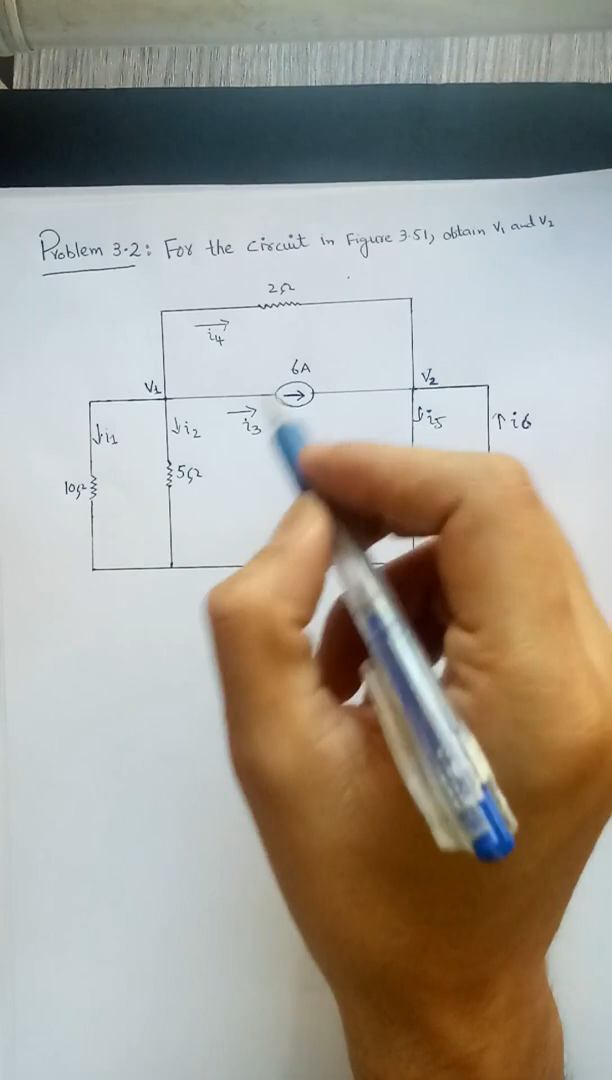 Problem 3.2: For the circuit in Figure 3.51, obtain V₁ and V₂
2Ω
i₄
6A
V₁
V₂
i₁
i₂
i₃
i₅
↑i6
10Ω
5Ω